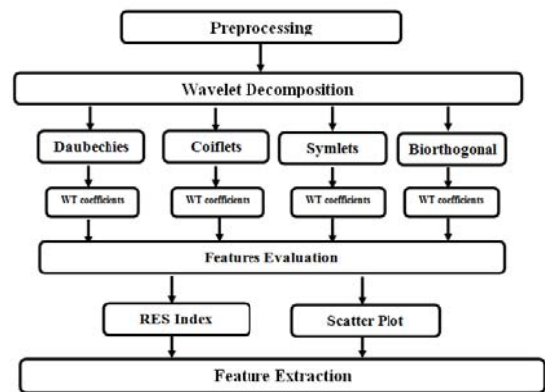 Preprocessing
Wavelet Decomposition
Daubechies
Coiflets
Symlets
Biorthogonal
WT coefficients
WT coefficients
WT coefficients
WT coefficients
Features Evaluation
RES Index
Scatter Plot
Feature Extraction